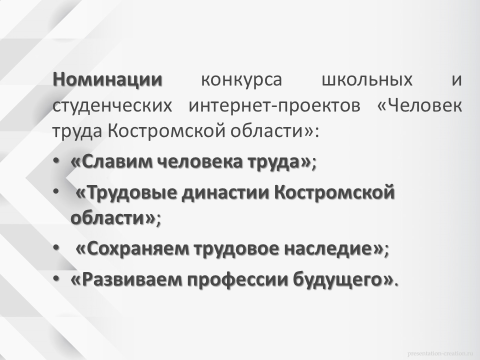 Номинации конкурса школьных и
студенческих интернет-проектов «Человек
труда Костромской области»:
• «Славим человека труда»;
• «Трудовые династии Костромской
области»;
• «Сохраняем трудовое наследие»;
• «Развиваем профессии будущего».